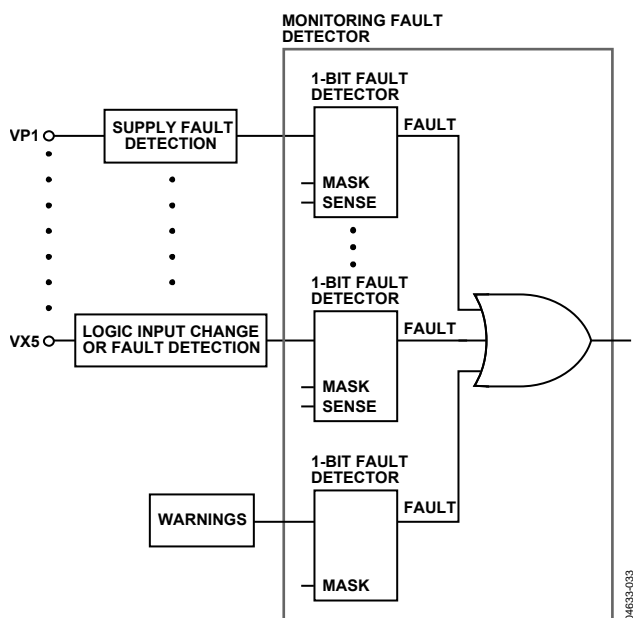 MONITORING FAULT
DETECTOR
1-BIT FAULT
DETECTOR
FAULT
VP1
SUPPLY FAULT
DETECTION
MASK
SENSE
1-BIT FAULT
DETECTOR
FAULT
VX5
LOGIC INPUT CHANGE
OR FAULT DETECTION
MASK
SENSE
1-BIT FAULT
DETECTOR
FAULT
WARNINGS
MASK
04633-033